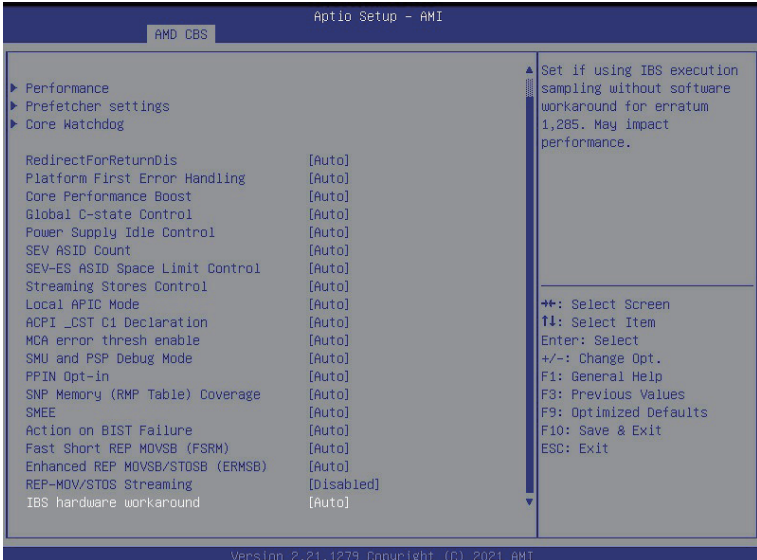 Aptio Setup – AMI
AMD CBS
Performance
Prefetcher settings
Core Watchdog
RedirectForReturnDis [Auto]
Platform First Error Handling [Auto]
Core Performance Boost [Auto]
Global C-state Control [Auto]
Power Supply Idle Control [Auto]
SEV ASID Count [Auto]
SEV-ES ASID Space Limit Control [Auto]
Streaming Stores Control [Auto]
Local APIC Mode [Auto]
ACPI _CST C1 Declaration [Auto]
MCA error thresh enable [Auto]
SMU and PSP Debug Mode [Auto]
PPIN Opt-in [Auto]
SNP Memory (RMP Table) Coverage [Auto]
SMEE [Auto]
Action on BIST Failure [Auto]
Fast Short REP MOVSB (FSRM) [Auto]
Enhanced REP MOVSB/STOSB (ERMSB) [Auto]
REP-MOV/STOS Streaming [Disabled]
IBS hardware workaround [Auto]
Set if using IBS execution
sampling without software
workaround for erratum
1,285. May impact
performance.
→←: Select Screen
↑↓: Select Item
Enter: Select
+/-: Change Opt.
F1: General Help
F3: Previous Values
F9: Optimized Defaults
F10: Save & Exit
ESC: Exit
Version 2.21.1279 Copyright (C) 2021 AMI